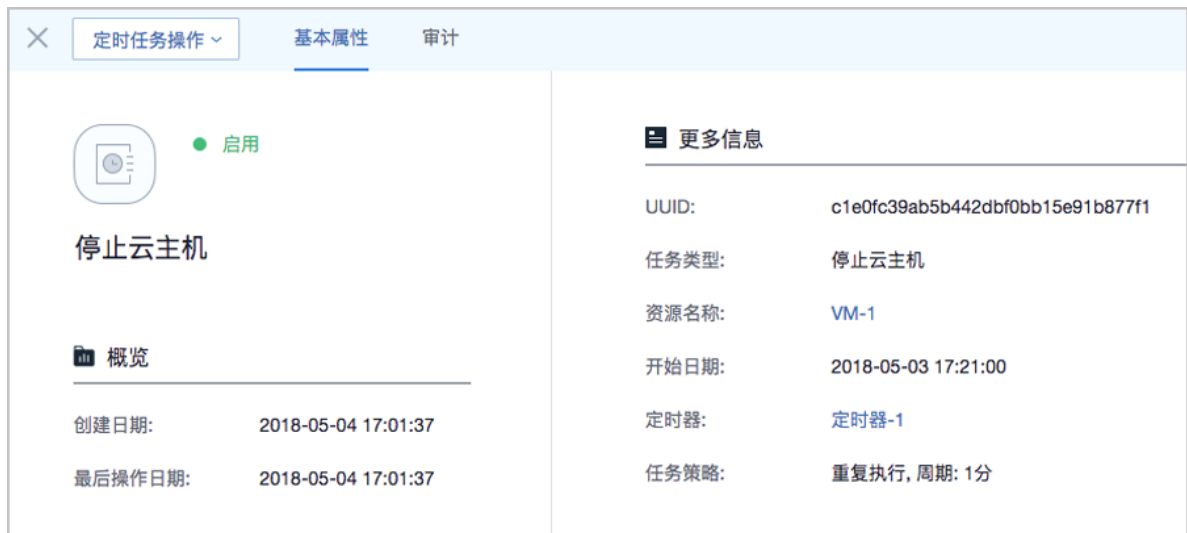 定时任务操作 基本属性 审计
启用
停止云主机
概览
创建日期: 2018-05-04 17:01:37
最后操作日期: 2018-05-04 17:01:37
更多信息
UUID: c1e0fc39ab5b442dbf0bb15e91b877f1
任务类型: 停止云主机
资源名称: VM-1
开始日期: 2018-05-03 17:21:00
定时器: 定时器-1
任务策略: 重复执行, 周期: 1分